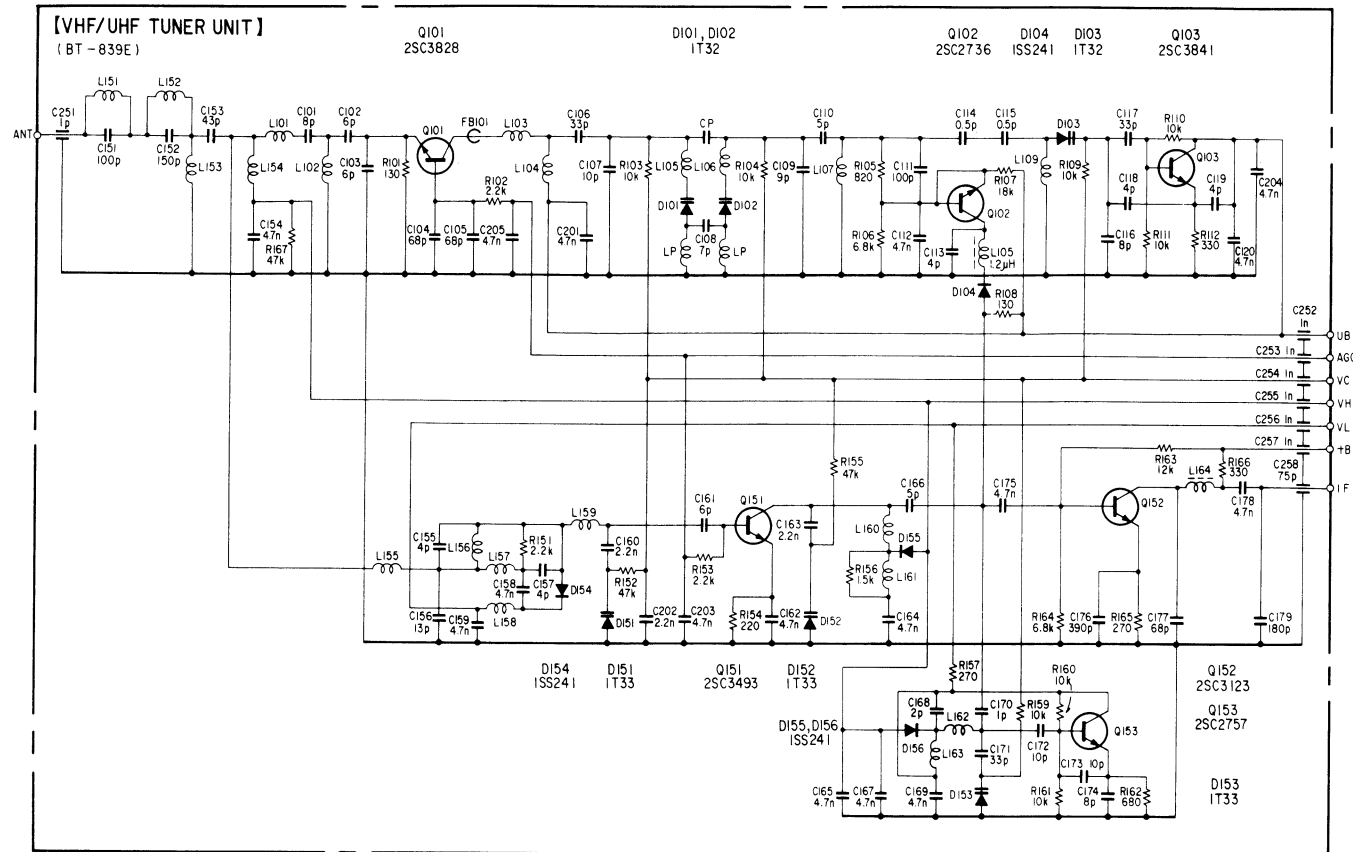 【VHF/UHF TUNER UNIT】
(BT-839E)
Q101
2SC3828
D101, D102
1T32
Q102
2SC2736
D104
1SS241
D103
1T32
Q103
2SC3841
L151
L152
C251
1p
C153
43p
L101
C101
8p
C102
6p
Q101
FB101
L103
C106
33p
CP
C110
5p
C114
0.5p
C115
0.5p
D103
C117
33p
R110
10k
ANT
C151
100p
C152
150p
L153
L154
L102
C103
6p
R101
130
R102
2.2k
L104
C107
10p
R103
10k
L105
L106
R104
10k
C109
9p
L107
R105
820
C111
100p
R107
18k
Q102
L109
R109
10k
C118
4p
Q103
C119
4p
C204
4.7n
C154
4.7n
R167
47k
C104
68p
C105
68p
C205
4.7n
C201
4.7n
D101
D102
C108
7p
LP
LP
R106
6.8k
C112
4.7n
C113
4p
L105
1.2μH
C116
8p
R111
10k
R112
330
C120
4.7n
D104
R108
130
C252
1n
UB
C253 1n
AGC
C254 1n
VC
C255 1n
VH
C256 1n
VL
C257 1n
+B
R155
47k
R163
12k
L164
R166
330
C258
75p
IF
C178
4.7n
C161
6p
Q151
C163
2.2n
C166
5p
C175
4.7n
Q152
L159
L160
D155
C155
4p
L156
R151
2.2k
C160
2.2n
L155
L157
C158
4.7n
C157
4p
D154
R152
47k
R153
2.2k
R156
1.5k
L161
C156
13p
C159
4.7n
L158
D151
C202
2.2n
C203
4.7n
R154
220
C162
4.7n
D152
C164
4.7n
R164
6.8k
C176
390p
R165
270
C177
68p
C179
180p
D154
1SS241
D151
1T33
Q151
2SC3493
D152
1T33
R157
270
R160
10k
Q152
2SC3123
Q153
2SC2757
D155, D156
1SS241
C168
2p
L162
C170
1p
R159
10k
Q153
D156
L163
C171
33p
C172
10p
C173 10p
C165
4.7n
C167
4.7n
C169
4.7n
D153
R161
10k
C174
8p
R162
680
D153
1T33